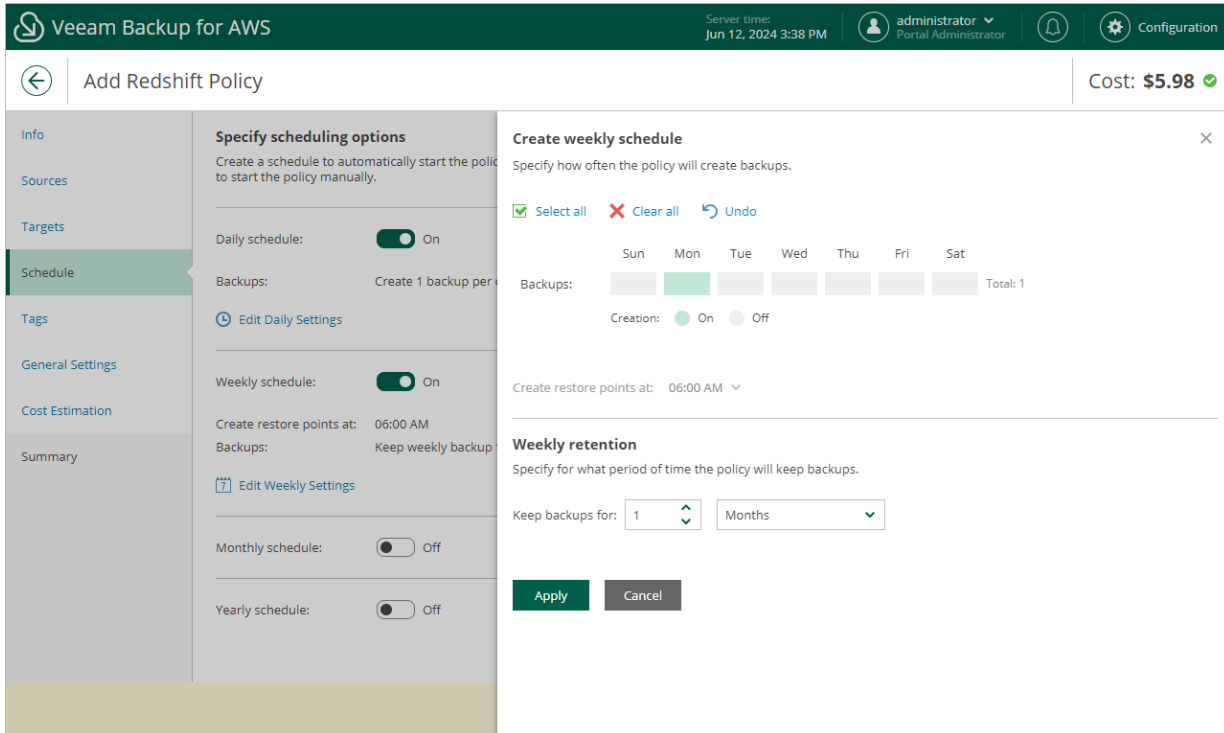 Veeam Backup for AWS
Server time:
Jun 12, 2024 3:38 PM
administrator
Portal Administrator
Configuration
Add Redshift Policy
Cost: $5.98
Info
Sources
Targets
Schedule
Tags
General Settings
Cost Estimation
Summary
Specify scheduling options
Create a schedule to automatically start the polic
to start the policy manually.
Daily schedule: On
Backups: Create 1 backup per
Edit Daily Settings
Weekly schedule: On
Create restore points at: 06:00 AM
Backups: Keep weekly backup
7 Edit Weekly Settings
Monthly schedule: Off
Yearly schedule: Off
Create weekly schedule
Specify how often the policy will create backups.
Select all Clear all Undo
Sun Mon Tue Wed Thu Fri Sat
Backups: Total: 1
Creation: On Off
Create restore points at: 06:00 AM
Weekly retention
Specify for what period of time the policy will keep backups.
Keep backups for: 1 Months
Apply Cancel